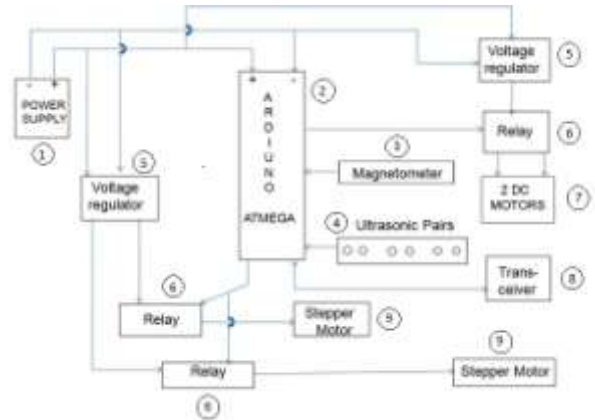 - +
POWER
SUPPLY
1
+ -
ARDIUNO
ATMEGA
2
Voltage
regulator
5
Relay
6
2 DC
MOTORS
7
3
Magnetometer
4
Ultrasonic Pairs
Trans-
ceiver
8
5
Voltage
regulator
6
Relay
Stepper
Motor
9
Relay
6
9
Stepper Motor